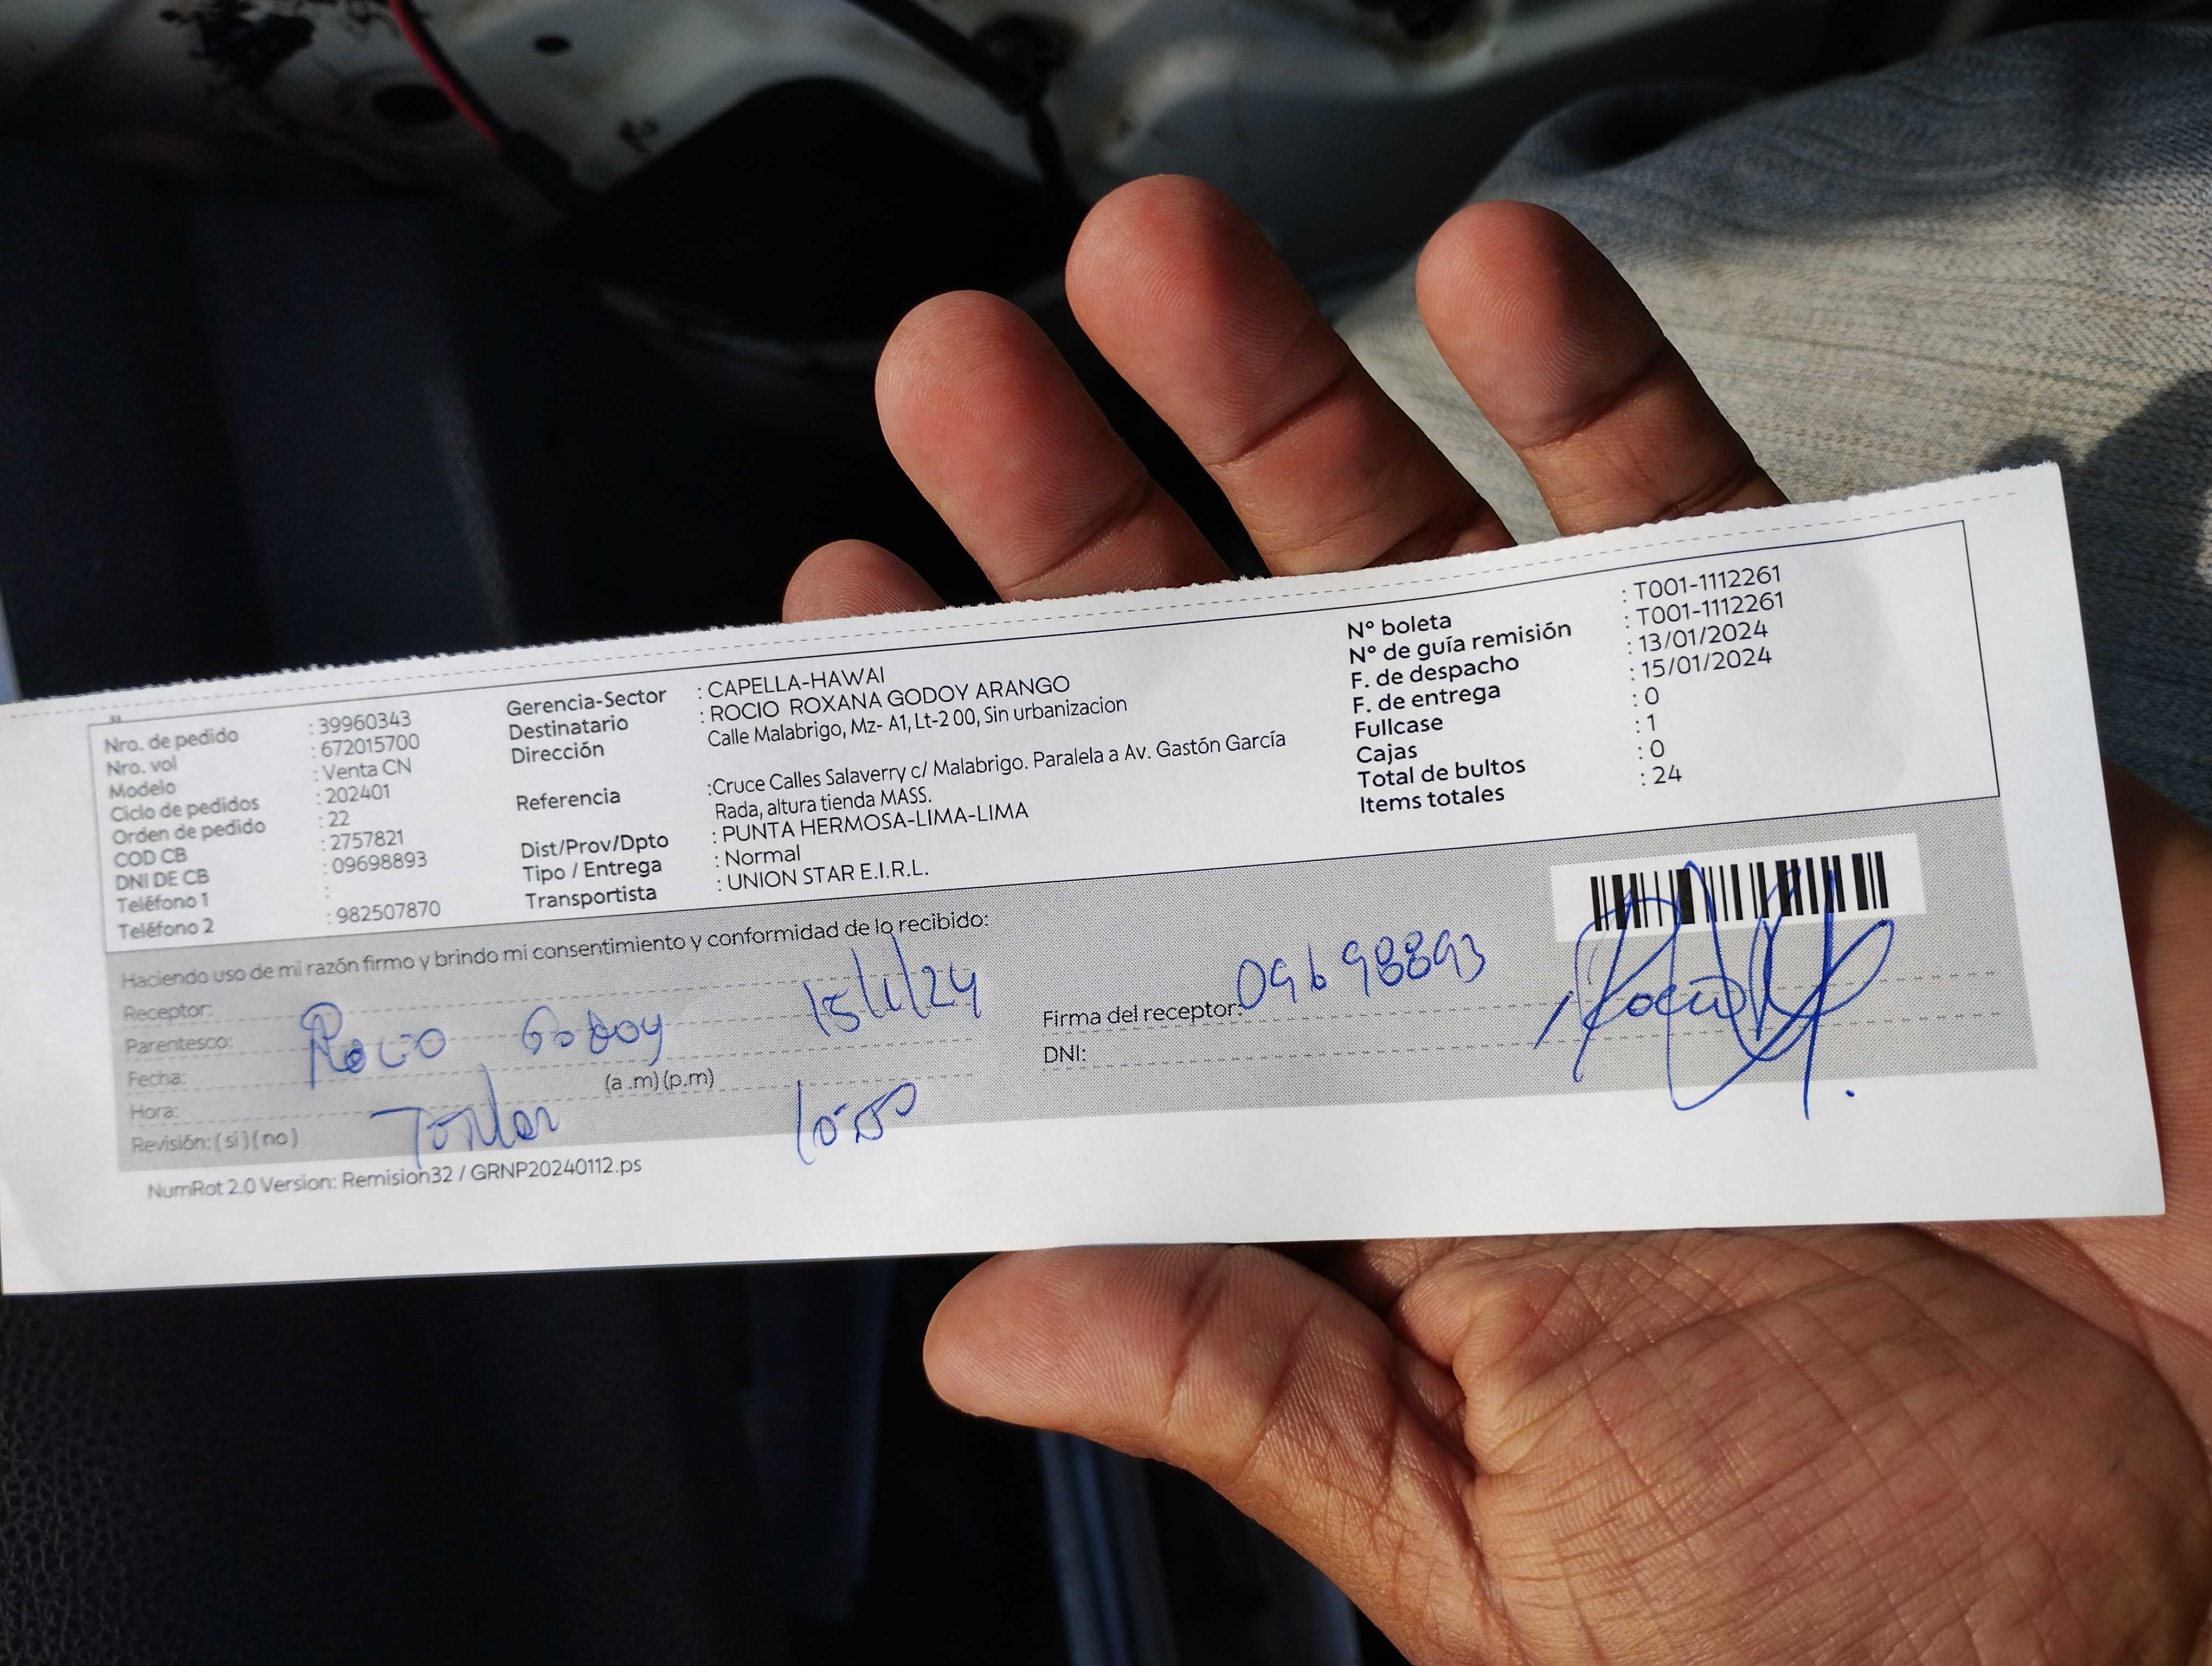 Nro. de pedido : 39960343
Nro. vol : 672015700
Modelo : Venta CN
Ciclo de pedidos : 202401
Orden de pedido : 22
COD CB : 2757821
DNI DE CB : 09698893
Teléfono 1 :
Teléfono 2 : 982507870
Gerencia-Sector : CAPELLA-HAWAI
Destinatario : ROCIO ROXANA GODOY ARANGO
Dirección Calle Malabrigo, Mz- A1, Lt-2 00, Sin urbanizacion
Referencia :Cruce Calles Salaverry c/ Malabrigo. Paralela a Av. Gastón García
Rada, altura tienda MASS.
Dist/Prov/Dpto : PUNTA HERMOSA-LIMA-LIMA
Tipo / Entrega : Normal
Transportista : UNION STAR E.I.R.L.
N° boleta : T001-1112261
N° de guía remisión : T001-1112261
F. de despacho : 13/01/2024
F. de entrega : 15/01/2024
Fullcase : 0
Cajas : 1
Total de bultos : 0
Items totales : 24
Haciendo uso de mi razón firmo y brindo mi consentimiento y conformidad de lo recibido:
Receptor:
Parentesco: Rocio Godoy 15/1/24
Fecha: (a .m) (p.m)
Hora:
Revisión: ( si ) ( no )
Firma del receptor: 09698893
DNI:
NumRot 2.0 Version: Remision32 / GRNP20240112.ps